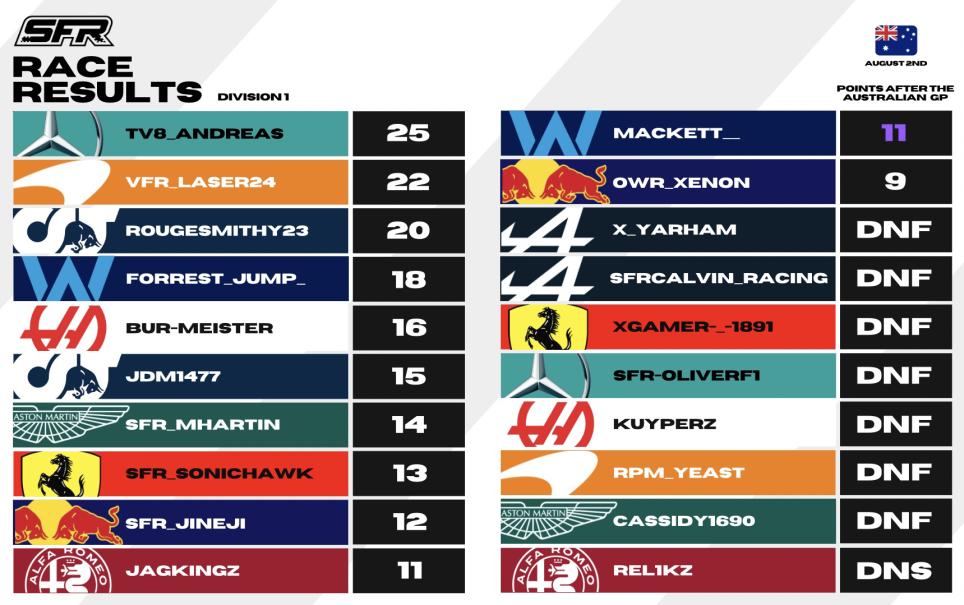 SFR
RACE
RESULTS DIVISION 1
AUGUST 2ND
POINTS AFTER THE
AUSTRALIAN GP
TV8_ANDREAS 25
VFR_LASER24 22
ROUGESMITHY23 20
FORREST_JUMP_ 18
BUR-MEISTER 16
JDM1477 15
ASTON MARTIN SFR_MHARTIN 14
SFR_SONICHAWK 13
SFR_JINEJI 12
ALFA ROMEO JAGKINGZ 11
MACKETT__ 11
OWR_XENON 9
X_YARHAM DNF
SFRCALVIN_RACING DNF
XGAMER-_-1891 DNF
SFR-OLIVERF1 DNF
KUYPERZ DNF
RPM_YEAST DNF
ASTON MARTIN CASSIDY1690 DNF
ALFA ROMEO REL1KZ DNS